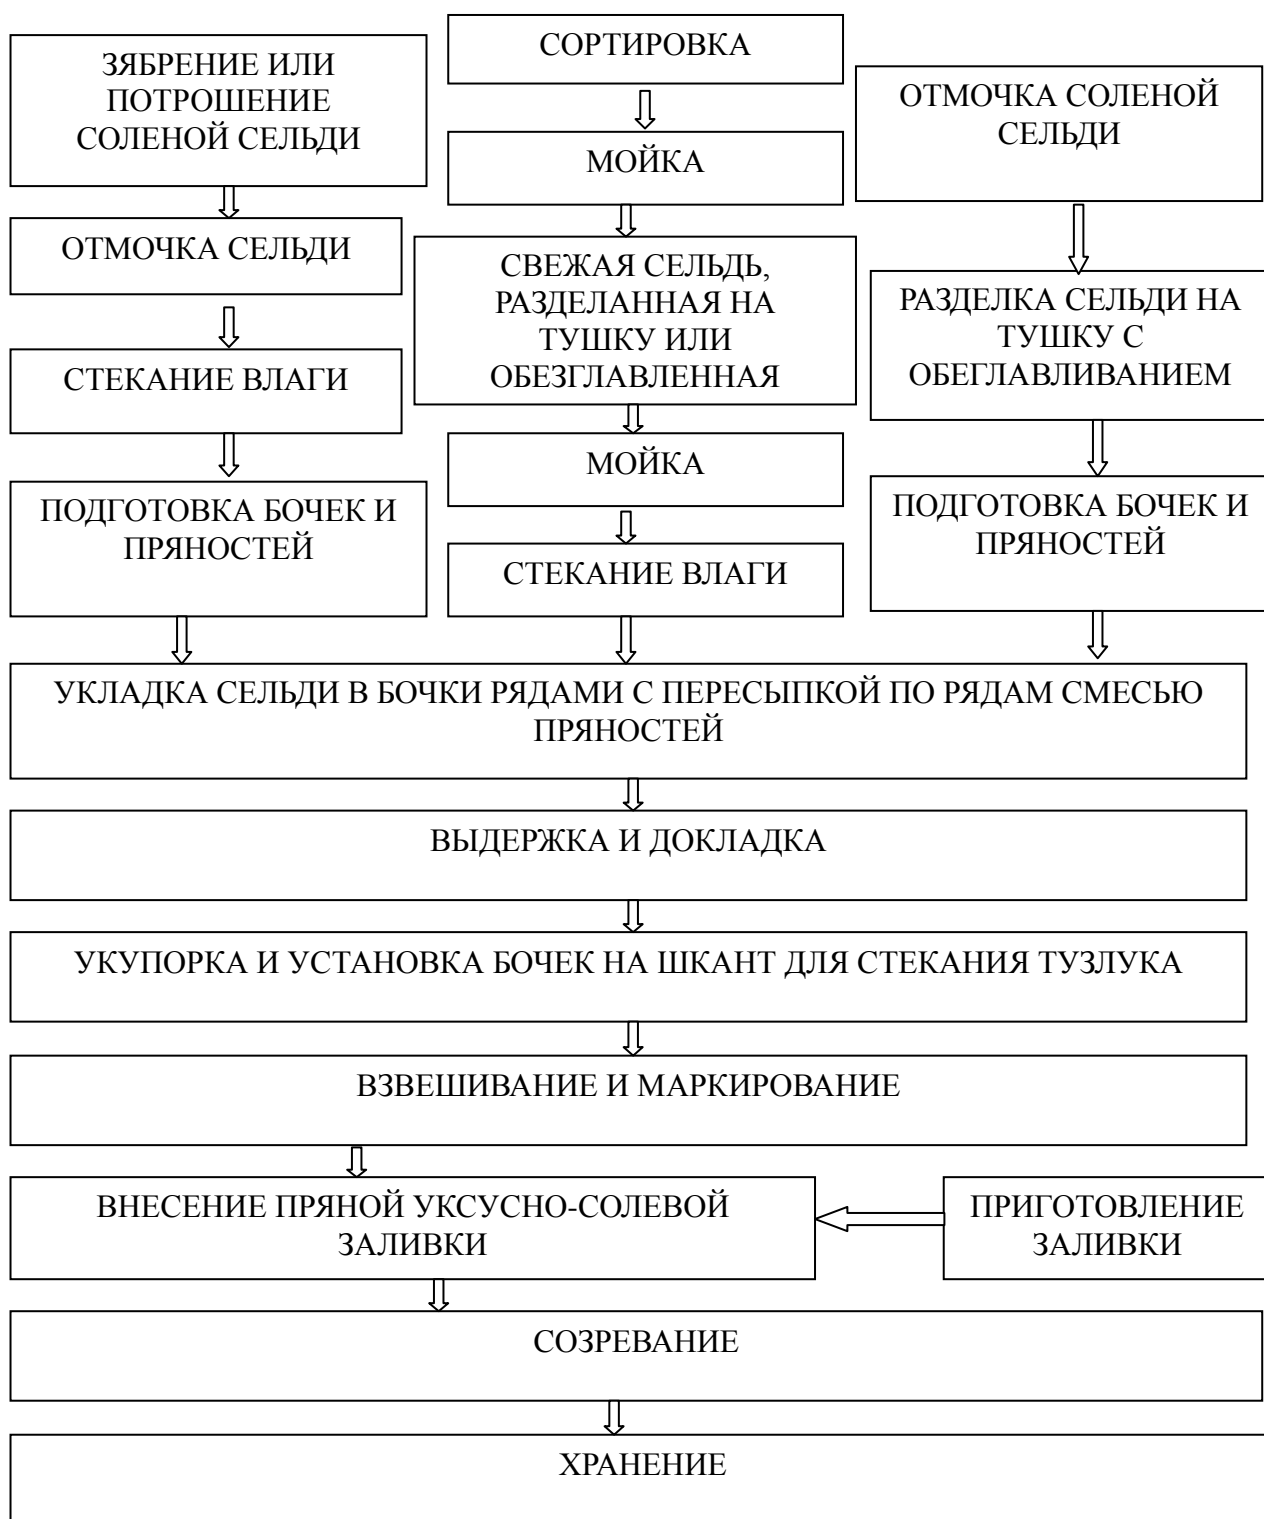 ЗЯБРЕНИЕ ИЛИ
ПОТРОШЕНИЕ
СОЛЕНОЙ СЕЛЬДИ
ОТМОЧКА СЕЛЬДИ
СТЕКАНИЕ ВЛАГИ
ПОДГОТОВКА БОЧЕК И
ПРЯНОСТЕЙ
СОРТИРОВКА
МОЙКА
СВЕЖАЯ СЕЛЬДЬ,
РАЗДЕЛАННАЯ НА
ТУШКУ ИЛИ
ОБЕЗГЛАВЛЕННАЯ
МОЙКА
СТЕКАНИЕ ВЛАГИ
ОТМОЧКА СОЛЕНОЙ
СЕЛЬДИ
РАЗДЕЛКА СЕЛЬДИ НА
ТУШКУ С
ОБЕГЛАВЛИВАНИЕМ
ПОДГОТОВКА БОЧЕК И
ПРЯНОСТЕЙ
УКЛАДКА СЕЛЬДИ В БОЧКИ РЯДАМИ С ПЕРЕСЫПКОЙ ПО РЯДАМ СМЕСЬЮ
ПРЯНОСТЕЙ
ВЫДЕРЖКА И ДОКЛАДКА
УКУПОРКА И УСТАНОВКА БОЧЕК НА ШКАНТ ДЛЯ СТЕКАНИЯ ТУЗЛУКА
ВЗВЕШИВАНИЕ И МАРКИРОВАНИЕ
ВНЕСЕНИЕ ПРЯНОЙ УКСУСНО-СОЛЕВОЙ
ЗАЛИВКИ
ПРИГОТОВЛЕНИЕ
ЗАЛИВКИ
СОЗРЕВАНИЕ
ХРАНЕНИЕ